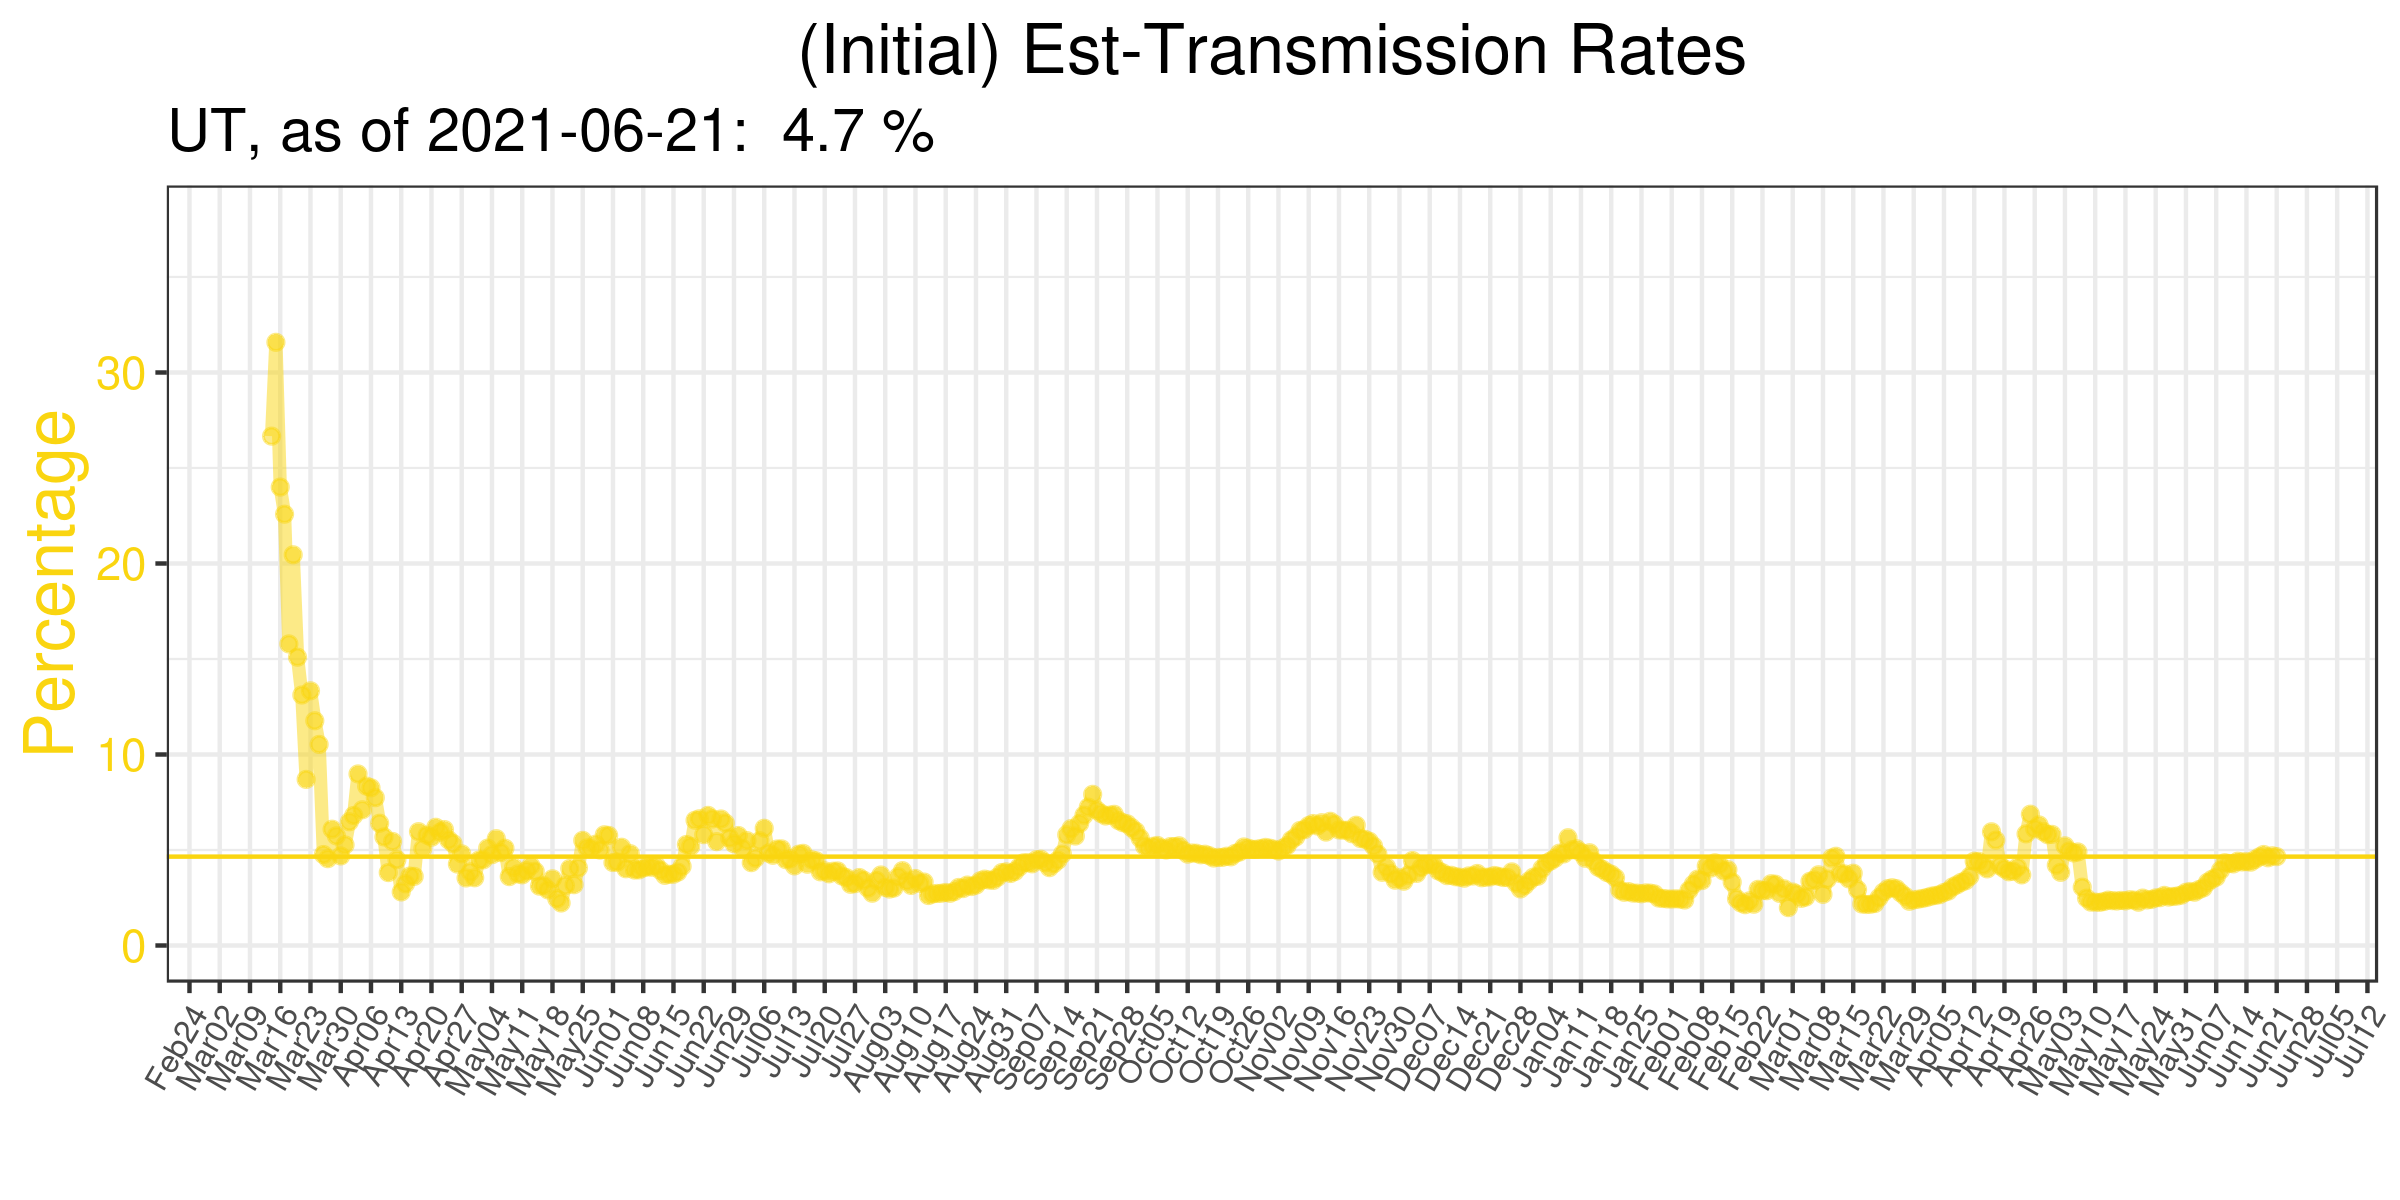 (Initial) Est-Transmission Rates
UT, as of 2021-06-21:  4.7 %
Percentage
30
20
10
0
Feb24
Mar02
Mar09
Mar16
Mar23
Mar30
Apr06
Apr13
Apr20
Apr27
May04
May11
May18
May25
Jun01
Jun08
Jun15
Jun22
Jun29
Jul06
Jul13
Jul20
Jul27
Aug03
Aug10
Aug17
Aug24
Aug31
Sep07
Sep14
Sep21
Sep28
Oct05
Oct12
Oct19
Oct26
Nov02
Nov09
Nov16
Nov23
Nov30
Dec07
Dec14
Dec21
Dec28
Jan04
Jan11
Jan18
Jan25
Feb01
Feb08
Feb15
Feb22
Mar01
Mar08
Mar15
Mar22
Mar29
Apr05
Apr12
Apr19
Apr26
May03
May10
May17
May24
May31
Jun07
Jun14
Jun21
Jun28
Jul05
Jul12